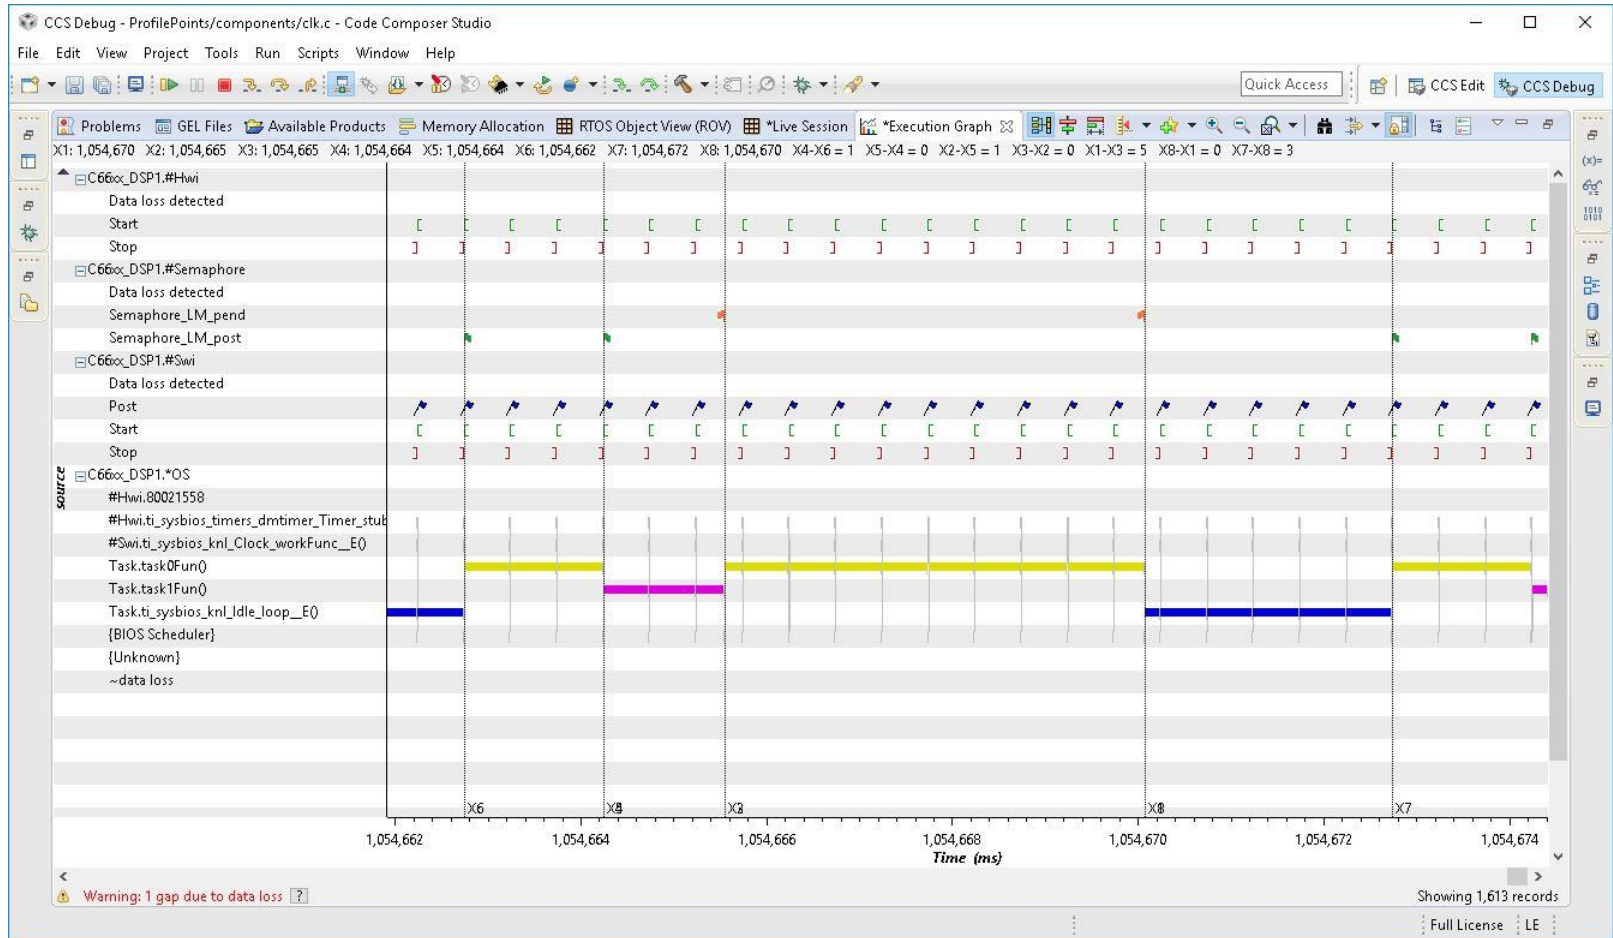 CCS Debug - ProfilePoints/components/clk.c - Code Composer Studio
File Edit View Project Tools Run Scripts Window Help
Quick Access CCS Edit CCS Debug
Problems GEL Files Available Products Memory Allocation RTOS Object View (ROV) *Live Session *Execution Graph
X1: 1,054,670 X2: 1,054,665 X3: 1,054,665 X4: 1,054,664 X5: 1,054,664 X6: 1,054,662 X7: 1,054,672 X8: 1,054,670 X4-X6 = 1 X5-X4 = 0 X2-X5 = 1 X3-X2 = 0 X1-X3 = 5 X8-X1 = 0 X7-X8 = 3
C66xx_DSP1.#Hwi
Data loss detected
Start
Stop
C66xx_DSP1.#Semaphore
Data loss detected
Semaphore_LM_pend
Semaphore_LM_post
C66xx_DSP1.#Swi
Data loss detected
Post
Start
Stop
source
C66xx_DSP1.*OS
#Hwi.80021558
#Hwi.ti_sysbios_timers_dmtimer_Timer_stub
#Swi.ti_sysbios_knl_Clock_workFunc__E()
Task.task0Fun()
Task.task1Fun()
Task.ti_sysbios_knl_Idle_loop__E()
{BIOS Scheduler}
{Unknown}
~data loss
X6 X7
1,054,662 1,054,664 1,054,666 1,054,668 1,054,670 1,054,672 1,054,674
Time (ms)
Warning: 1 gap due to data loss ? Showing 1,613 records
Full License LE